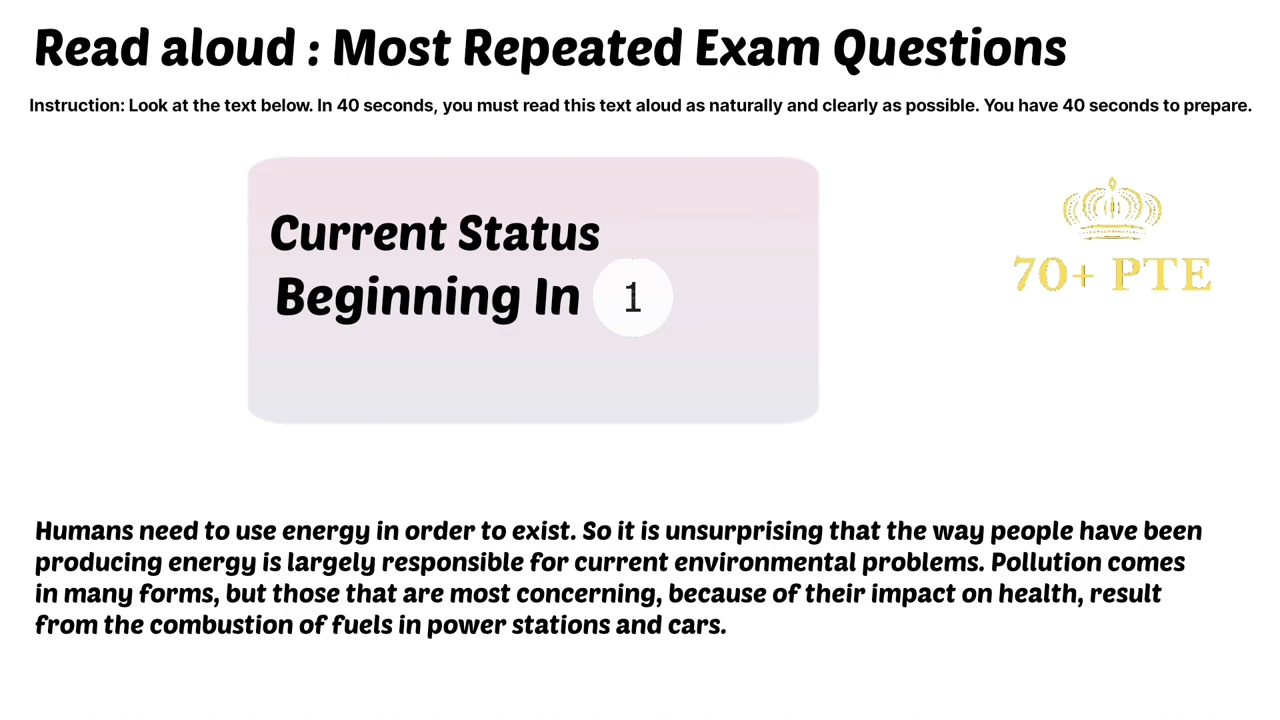 Read aloud : Most Repeated Exam Questions
Instruction: Look at the text below. In 40 seconds, you must read this text aloud as naturally and clearly as possible. You have 40 seconds to prepare.
Current Status
Beginning In 1
70+ PTE
Humans need to use energy in order to exist. So it is unsurprising that the way people have been
producing energy is largely responsible for current environmental problems. Pollution comes
in many forms, but those that are most concerning, because of their impact on health, result
from the combustion of fuels in power stations and cars.